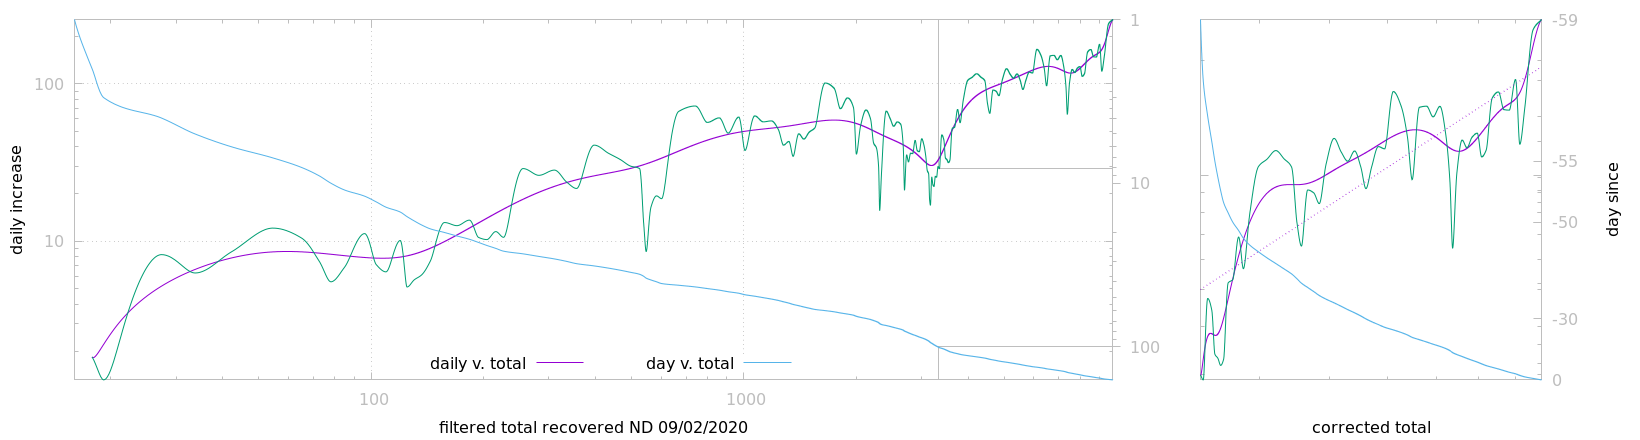 1
-59
100
daily increase
-55
10
-50
day since
10
-30
daily v. total
day v. total
100
0
100
1000
filtered total recovered ND 09/02/2020
corrected total